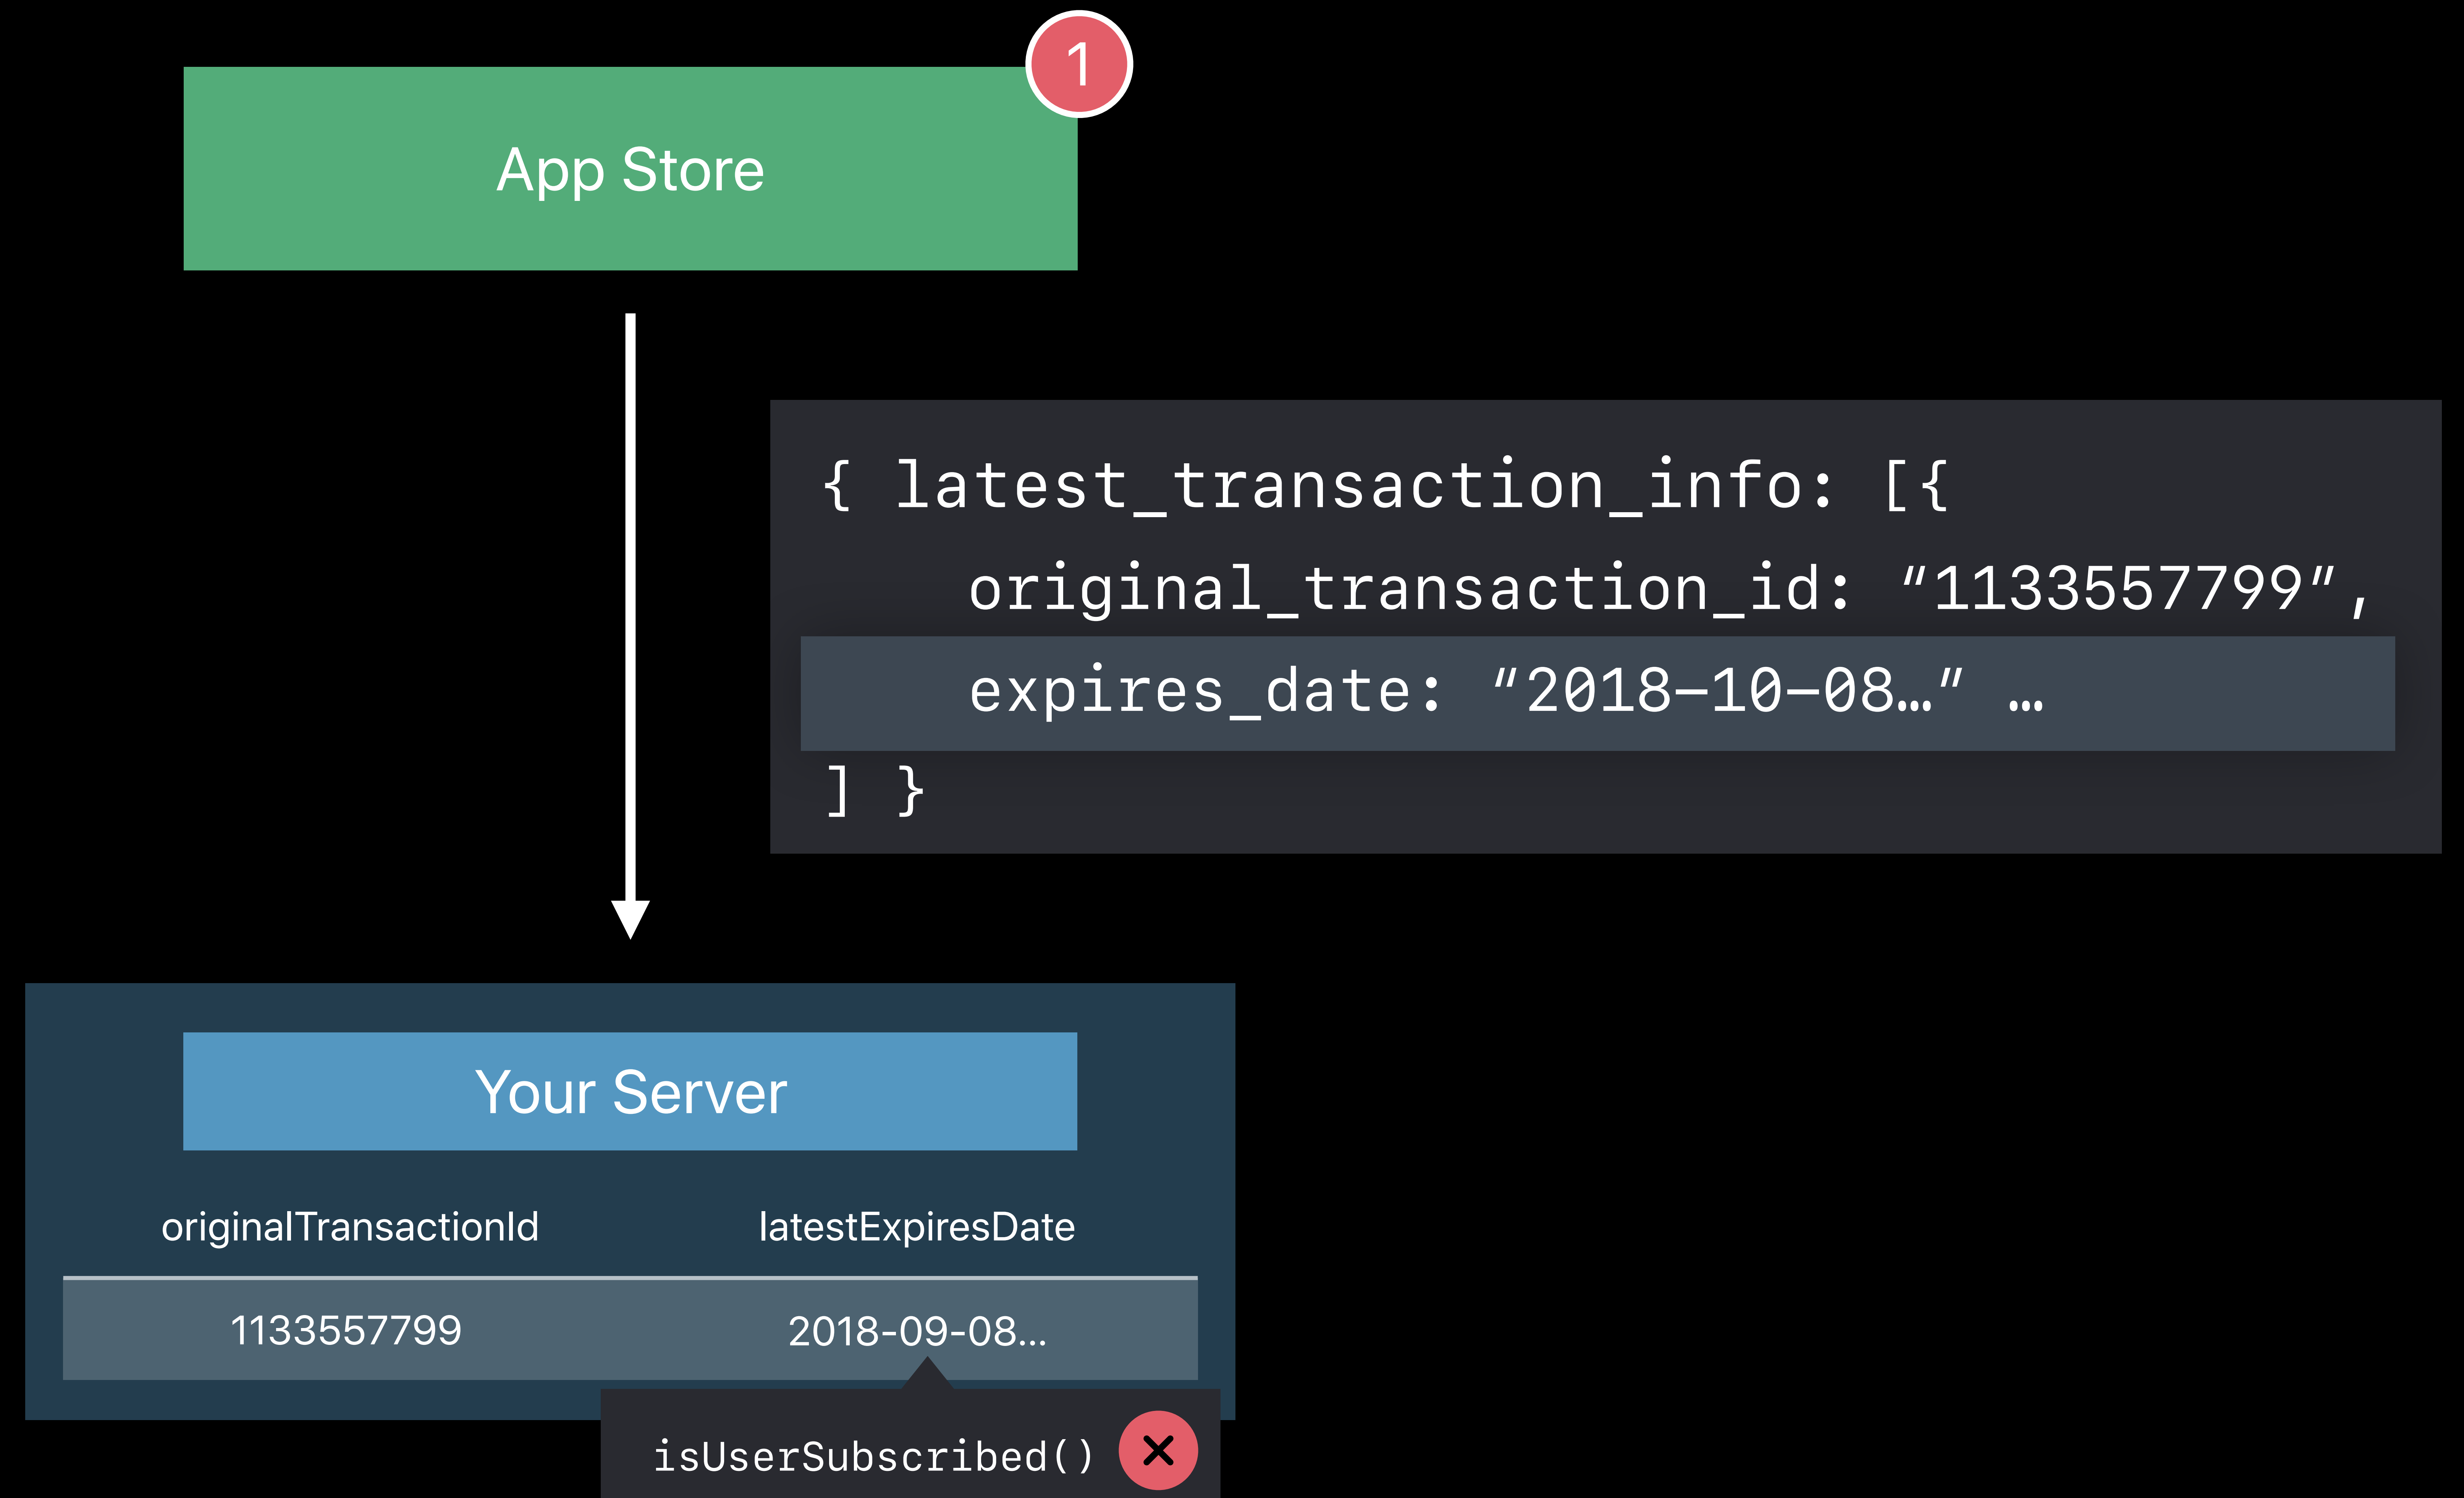 1
App Store
{ latest_transaction_info: [{
original_transaction_id: “1133557799”,
expires_date: “2018-10-08…” …
] }
Your Server
originalTransactionId latestExpiresDate
1133557799 2018-09-08...
isUserSubscribed()